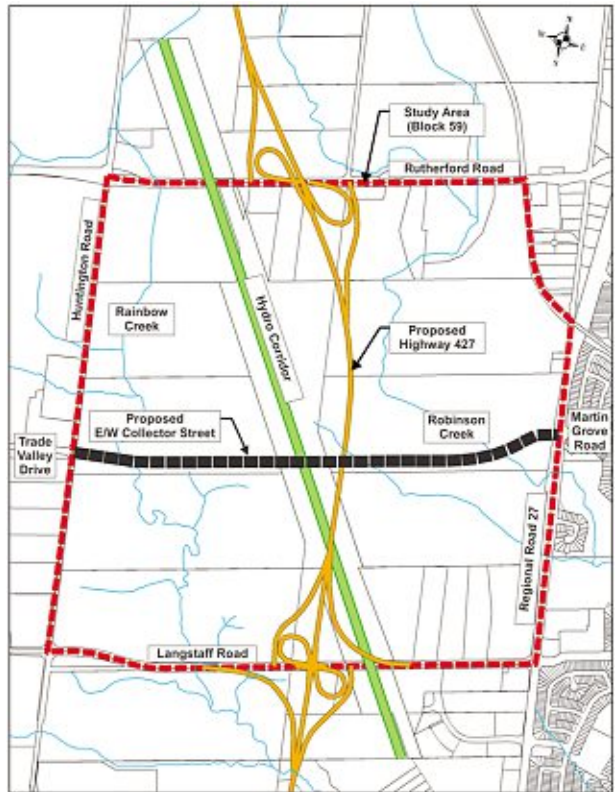 N
W
E
S
Study Area
(Block 59)
Rutherford Road
Huntington Road
Rainbow
Creek
Hydro Corridor
Proposed
Highway 427
Proposed
E/W Collector Street
Robinson
Creek
Martin
Grove
Road
Trade
Valley
Drive
Regional Road 27
Langstaff Road